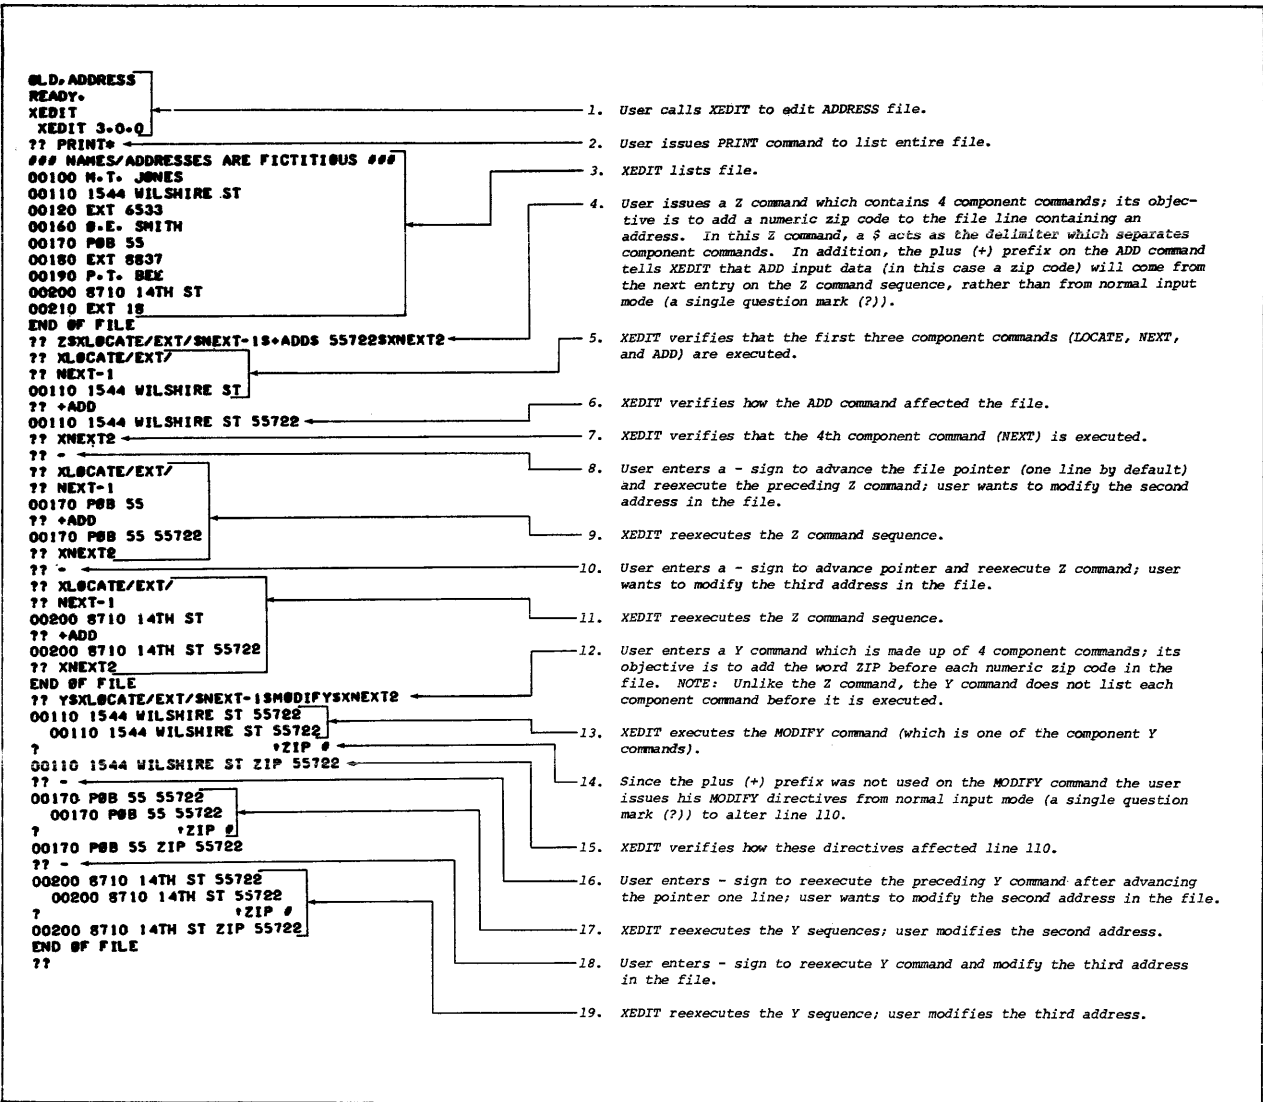 ØLD,ADDRESS
READY.
XEDIT
XEDIT 3.0.0
?? PRINT*
### NAMES/ADDRESSES ARE FICTITIØUS ###
00100 M.T. JØNES
00110 1544 WILSHIRE ST
00120 EXT 6533
00160 Ø.E. SMITH
00170 PØB 55
00180 EXT 8837
00190 P.T. BEE
00200 8710 14TH ST
00210 EXT 18
END ØF FILE
?? Z$XLØCATE/EXT/$NEXT-1$+ADD$ 55722$XNEXT2
?? XLØCATE/EXT/
?? NEXT-1
00110 1544 WILSHIRE ST
?? +ADD
00110 1544 WILSHIRE ST 55722
?? XNEXT2
?? -
?? XLØCATE/EXT/
?? NEXT-1
00170 PØB 55
?? +ADD
00170 PØB 55 55722
?? XNEXT2
?? -
?? XLØCATE/EXT/
?? NEXT-1
00200 8710 14TH ST
?? +ADD
00200 8710 14TH ST 55722
?? XNEXT2
END ØF FILE
?? Y$XLØCATE/EXT/$NEXT-1$MØDIFY$XNEXT2
00110 1544 WILSHIRE ST 55722
00110 1544 WILSHIRE ST 55722
? ↑ZIP #
00110 1544 WILSHIRE ST ZIP 55722
?? -
00170 PØB 55 55722
00170 PØB 55 55722
? ↑ZIP #
00170 PØB 55 ZIP 55722
?? -
00200 8710 14TH ST 55722
00200 8710 14TH ST 55722
? ↑ZIP #
00200 8710 14TH ST ZIP 55722
END ØF FILE
??
1. User calls XEDIT to edit ADDRESS file.
2. User issues PRINT command to list entire file.
3. XEDIT lists file.
4. User issues a Z command which contains 4 component commands; its objec-
tive is to add a numeric zip code to the file line containing an
address. In this Z command, a $ acts as the delimiter which separates
component commands. In addition, the plus (+) prefix on the ADD command
tells XEDIT that ADD input data (in this case a zip code) will come from
the next entry on the Z command sequence, rather than from normal input
mode (a single question mark (?)).
5. XEDIT verifies that the first three component commands (LOCATE, NEXT,
and ADD) are executed.
6. XEDIT verifies how the ADD command affected the file.
7. XEDIT verifies that the 4th component command (NEXT) is executed.
8. User enters a - sign to advance the file pointer (one line by default)
and reexecute the preceding Z command; user wants to modify the second
address in the file.
9. XEDIT reexecutes the Z command sequence.
10. User enters a - sign to advance pointer and reexecute Z command; user
wants to modify the third address in the file.
11. XEDIT reexecutes the Z command sequence.
12. User enters a Y command which is made up of 4 component commands; its
objective is to add the word ZIP before each numeric zip code in the
file. NOTE: Unlike the Z command, the Y command does not list each
component command before it is executed.
13. XEDIT executes the MODIFY command (which is one of the component Y
commands).
14. Since the plus (+) prefix was not used on the MODIFY command the user
issues his MODIFY directives from normal input mode (a single question
mark (?)) to alter line 110.
15. XEDIT verifies how these directives affected line 110.
16. User enters - sign to reexecute the preceding Y command after advancing
the pointer one line; user wants to modify the second address in the file.
17. XEDIT reexecutes the Y sequences; user modifies the second address.
18. User enters - sign to reexecute Y command and modify the third address
in the file.
19. XEDIT reexecutes the Y sequence; user modifies the third address.